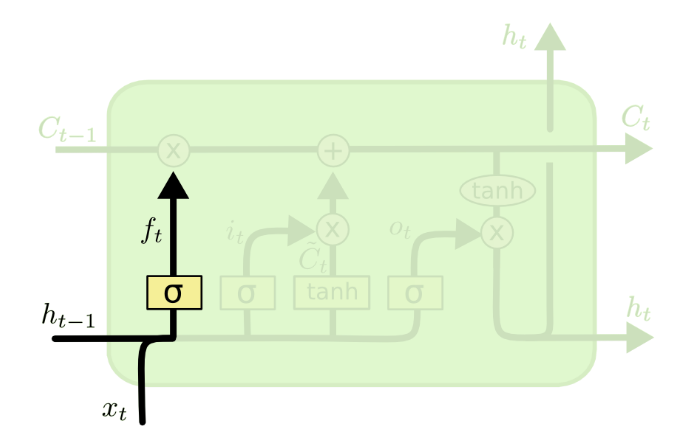 h_t
C_{t-1}
C_t
x
+
tanh
f_t
i_t
x
o_t
x
C̃_t
σ
σ
tanh
σ
h_{t-1}
h_t
x_t